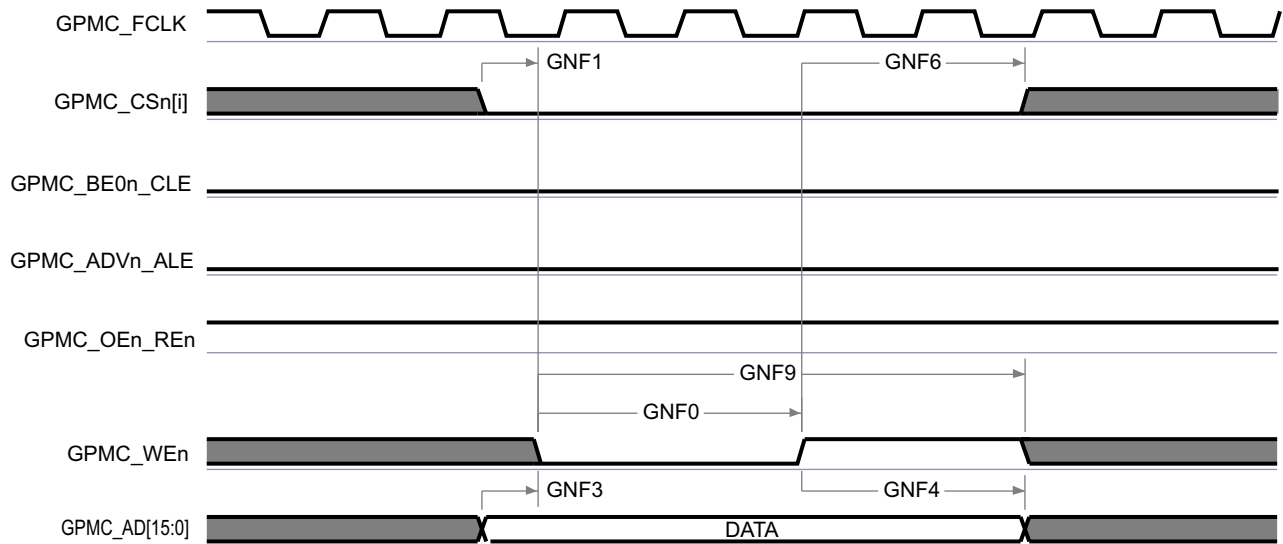 GPMC_FCLK
GNF1
GNF6
GPMC_CSn[i]
GPMC_BE0n_CLE
GPMC_ADVn_ALE
GPMC_OEn_REn
GNF9
GNF0
GPMC_WEn
GNF3
GNF4
GPMC_AD[15:0]
DATA